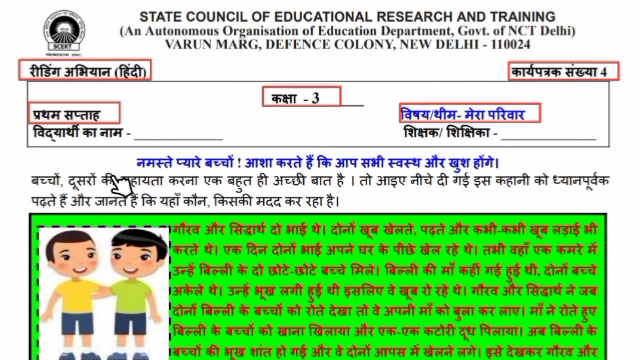 STATE COUNCIL OF EDUCATIONAL RESEARCH AND TRAINING
(An Autonomous Organisation of Education Department, Govt. of NCT Delhi)
VARUN MARG, DEFENCE COLONY, NEW DELHI - 110024
SCERT
रीडिंग अभियान (हिंदी)
कार्यपत्रक संख्या 4
कक्षा - 3
प्रथम सप्ताह
विषय/थीम- मेरा परिवार
विद्यार्थी का नाम -
शिक्षक/ शिक्षिका -
नमस्ते प्यारे बच्चों ! आशा करते हैं कि आप सभी स्वस्थ और खुश होंगे।
बच्चों, दूसरों की सहायता करना एक बहुत ही अच्छी बात है । तो आइए नीचे दी गई इस कहानी को ध्यानपूर्वक
पढ़ते हैं और जानते हैं कि यहाँ कौन, किसकी मदद कर रहा है।
गौरव और सिद्धार्थ दो भाई थे। दोनों खूब खेलते, पढ़ते और कभी-कभी खूब लड़ाई भी
करते थे। एक दिन दोनों भाई अपने घर के पीछे खेल रहे थे। तभी वहाँ एक कमरे में
उन्हें बिल्ली के दो छोटे-छोटे बच्चे मिले। बिल्ली की माँ कहीं गई हुई थी, दोनों बच्चे
अकेले थे। उन्हें भूख लगी हुई थी इसलिए वे खूब रो रहे थे। गौरव और सिद्धार्थ ने जब
दोनों बिल्ली के बच्चों को रोते देखा तो वे अपनी माँ को बुला कर लाए। माँ ने रोते हुए
बिल्ली के बच्चों को खाना खिलाया और एक-एक कटोरी दूध पिलाया। अब बिल्ली के
बच्चों की भूख शांत हो गई और वे दोनों आपस में खेलने लगे। इसे देखकर गौरव और